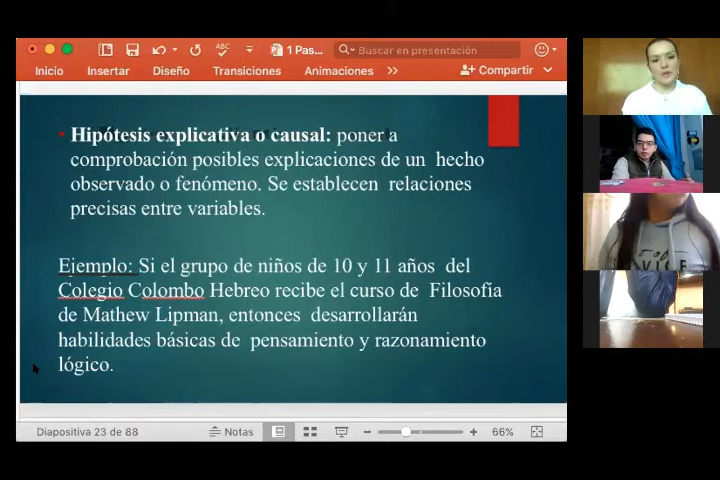 ABC
1 Pas...
Buscar en presentación
Inicio
Insertar
Diseño
Transiciones
Animaciones
Compartir
Hipótesis explicativa o causal: poner a
comprobación posibles explicaciones de un hecho
observado o fenómeno. Se establecen relaciones
precisas entre variables.
Ejemplo: Si el grupo de niños de 10 y 11 años del
Colegio Colombo Hebreo recibe el curso de Filosofía
de Mathew Lipman, entonces desarrollarán
habilidades básicas de pensamiento y razonamiento
lógico.
Diapositiva 23 de 88
Notas
66%